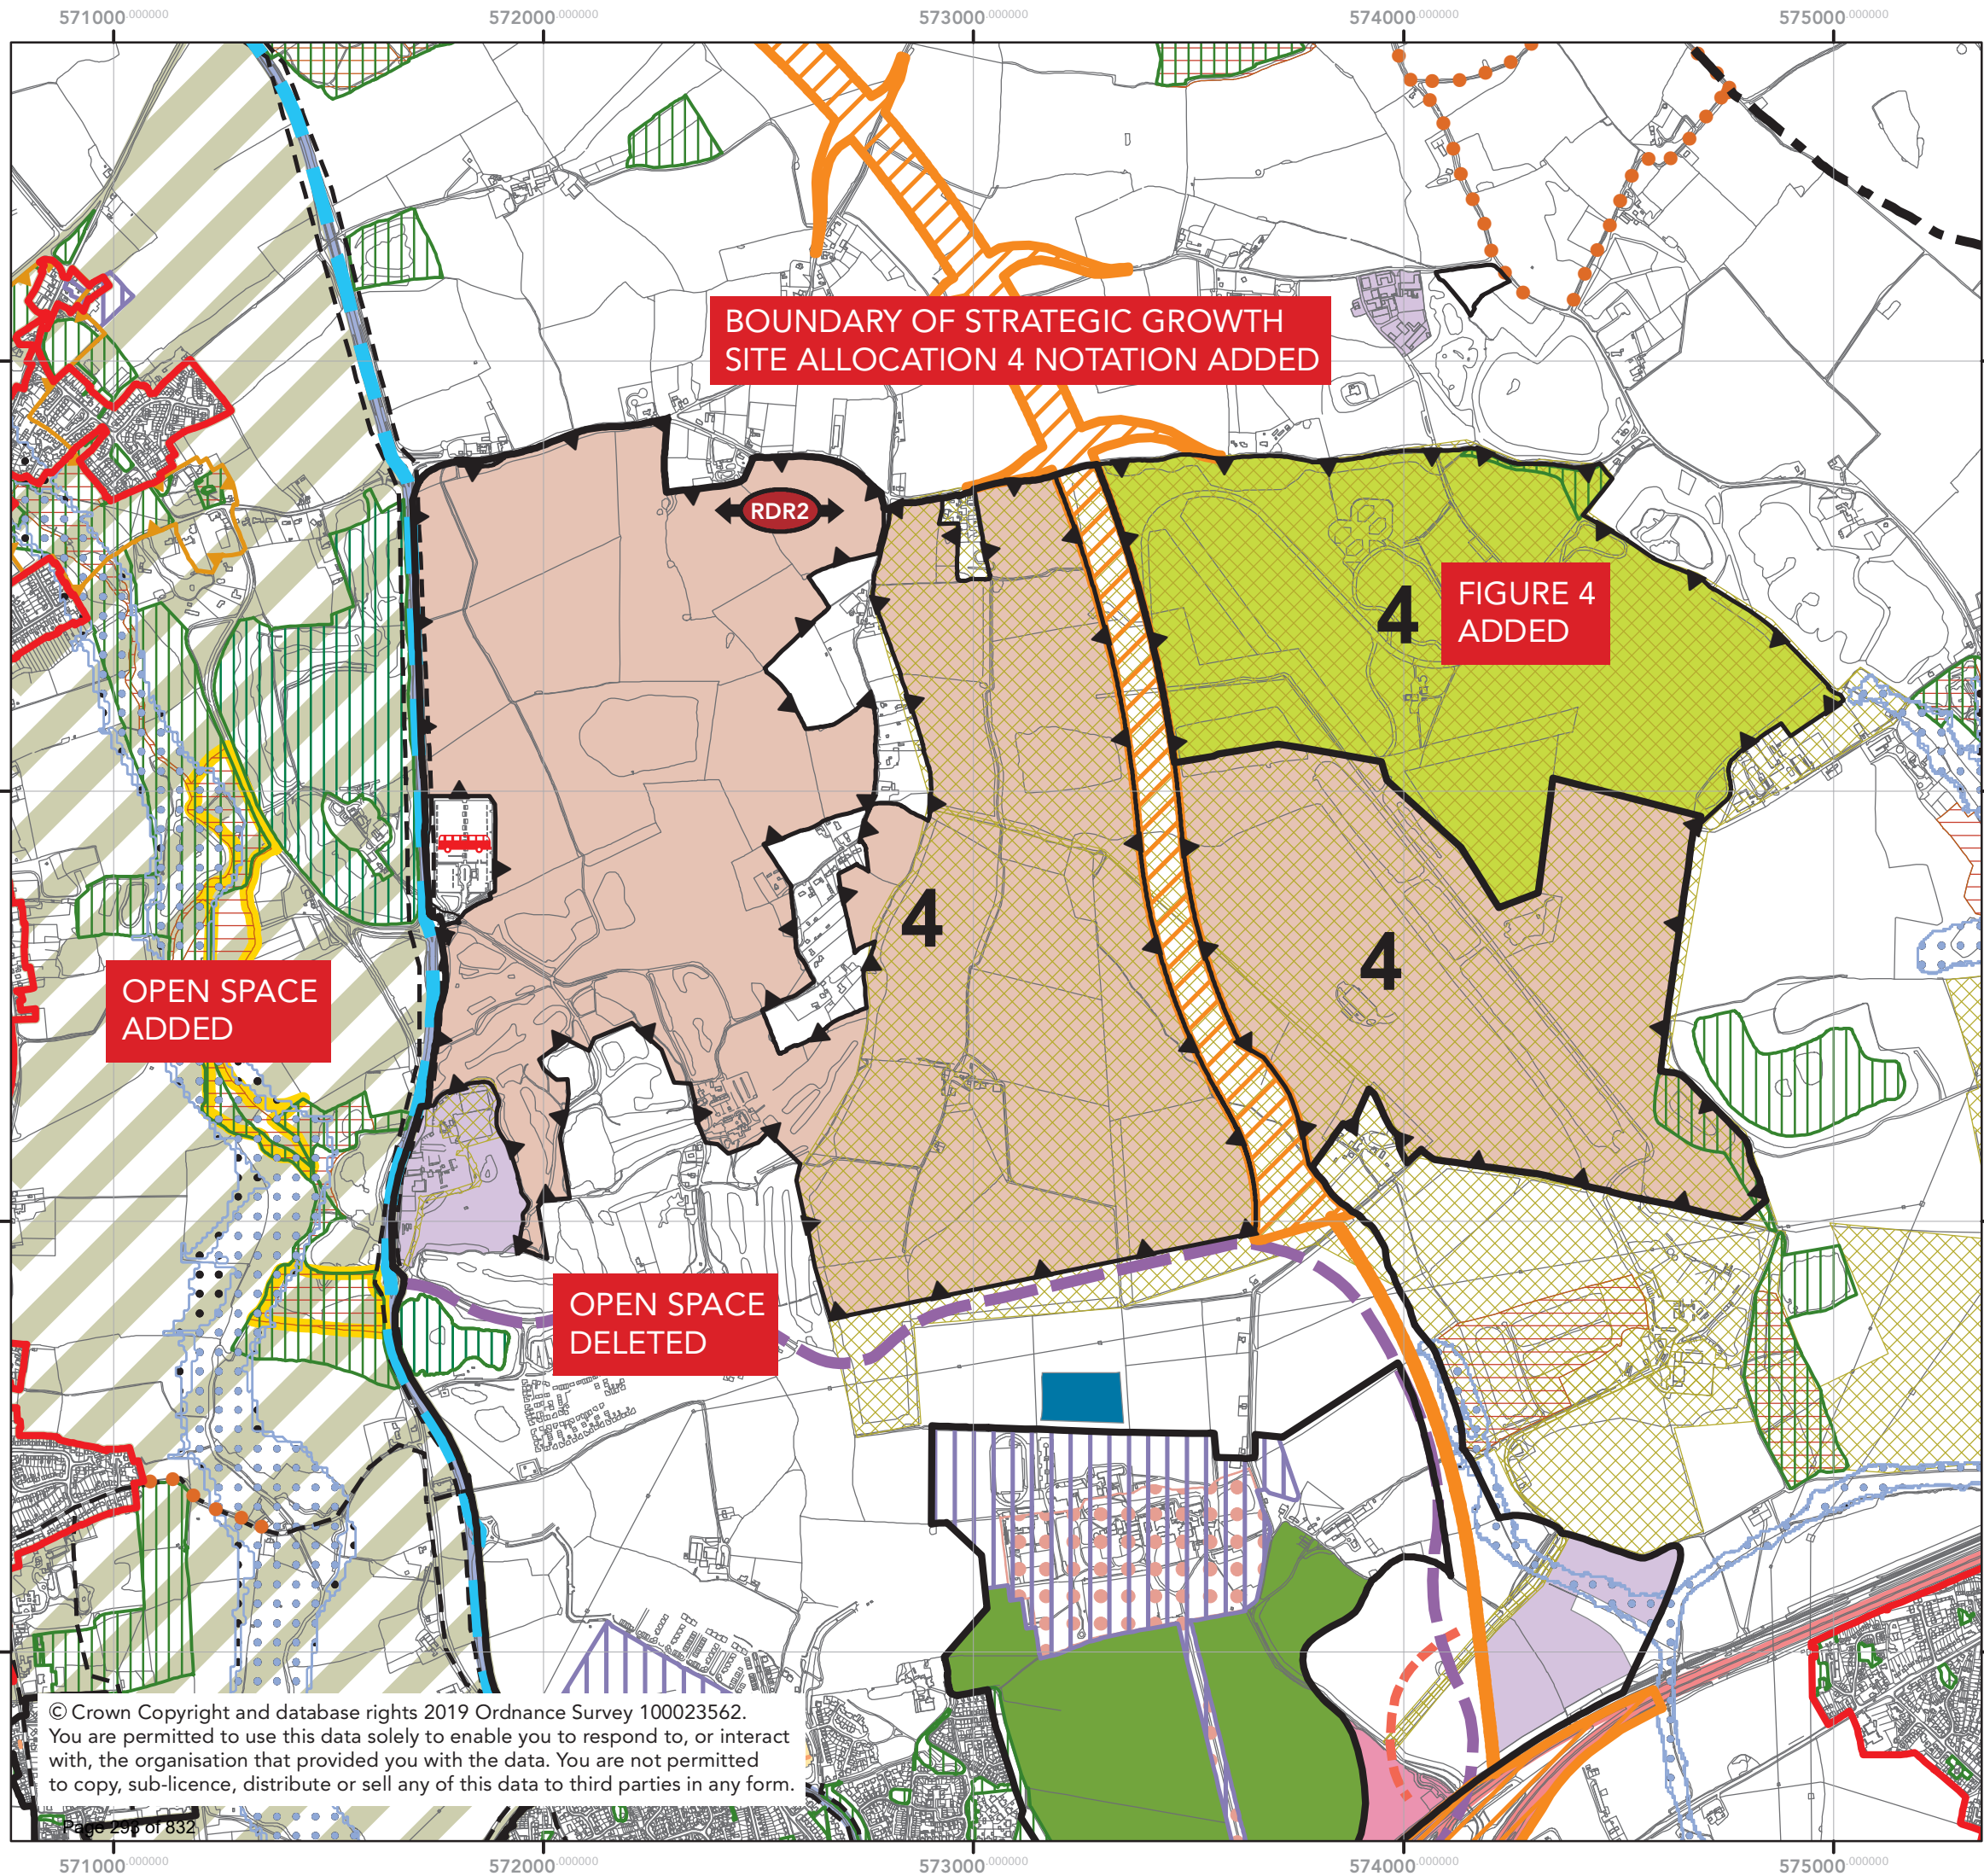 571000.000000 572000.000000 573000.000000 574000.000000 575000.000000
BOUNDARY OF STRATEGIC GROWTH
SITE ALLOCATION 4 NOTATION ADDED
RDR2
4
FIGURE 4
ADDED
4
4
OPEN SPACE
ADDED
OPEN SPACE
DELETED
© Crown Copyright and database rights 2019 Ordnance Survey 100023562.
You are permitted to use this data solely to enable you to respond to, or interact
with, the organisation that provided you with the data. You are not permitted
to copy, sub-licence, distribute or sell any of this data to third parties in any form.
Page 293 of 832
571000.000000 572000.000000 573000.000000 574000.000000 575000.000000